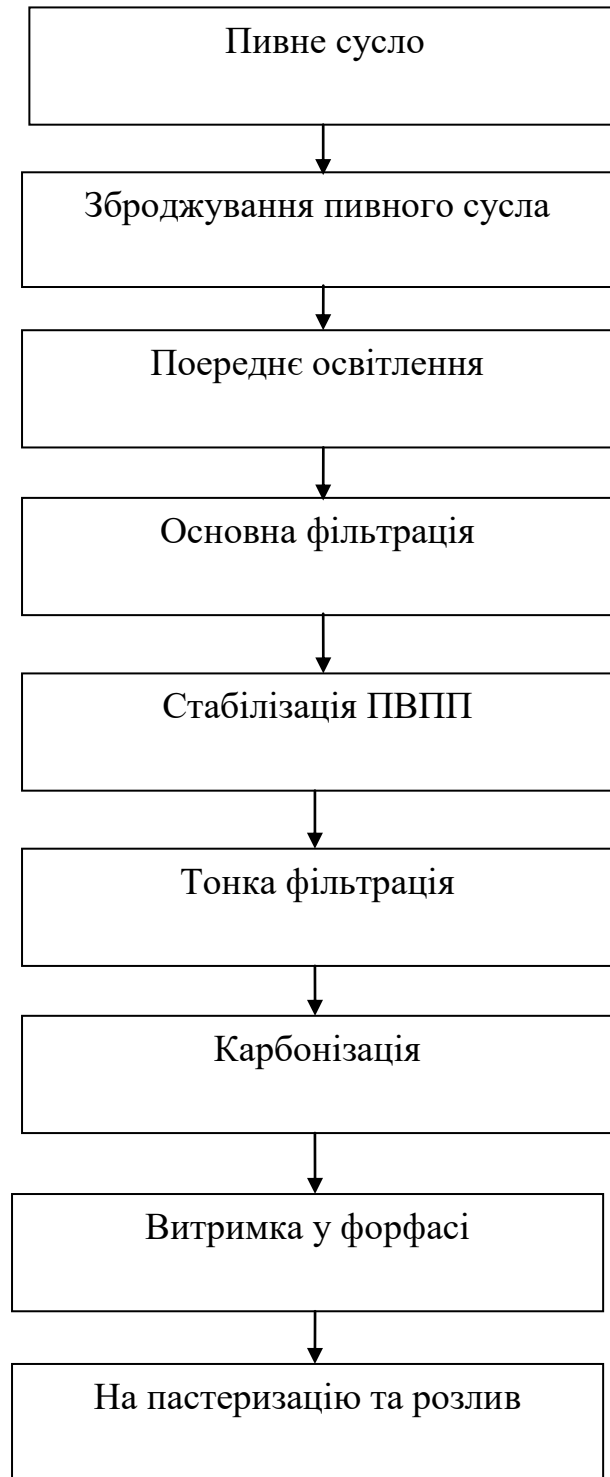 Пивне сусло
Зброджування пивного сусла
Поереднє освітлення
Основна фільтрація
Стабілізація ПВПП
Тонка фільтрація
Карбонізація
Витримка у форфасі
На пастеризацію та розлив